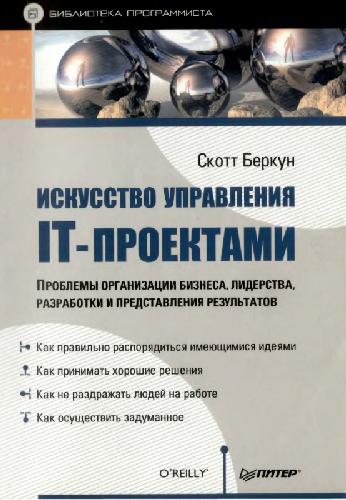 БИБЛИОТЕКА ПРОГРАММИСТА
Скотт Беркун
ИСКУССТВО УПРАВЛЕНИЯ
IT-ПРОЕКТАМИ
ПРОБЛЕМЫ ОРГАНИЗАЦИИ БИЗНЕСА, ЛИДЕРСТВА,
РАЗРАБОТКИ И ПРЕДСТАВЛЕНИЯ РЕЗУЛЬТАТОВ
Как правильно распорядиться имеющимися идеями
Как принимать хорошие решения
Как не раздражать людей на работе
Как осуществить задуманное
O'REILLY®
ПИТЕР®